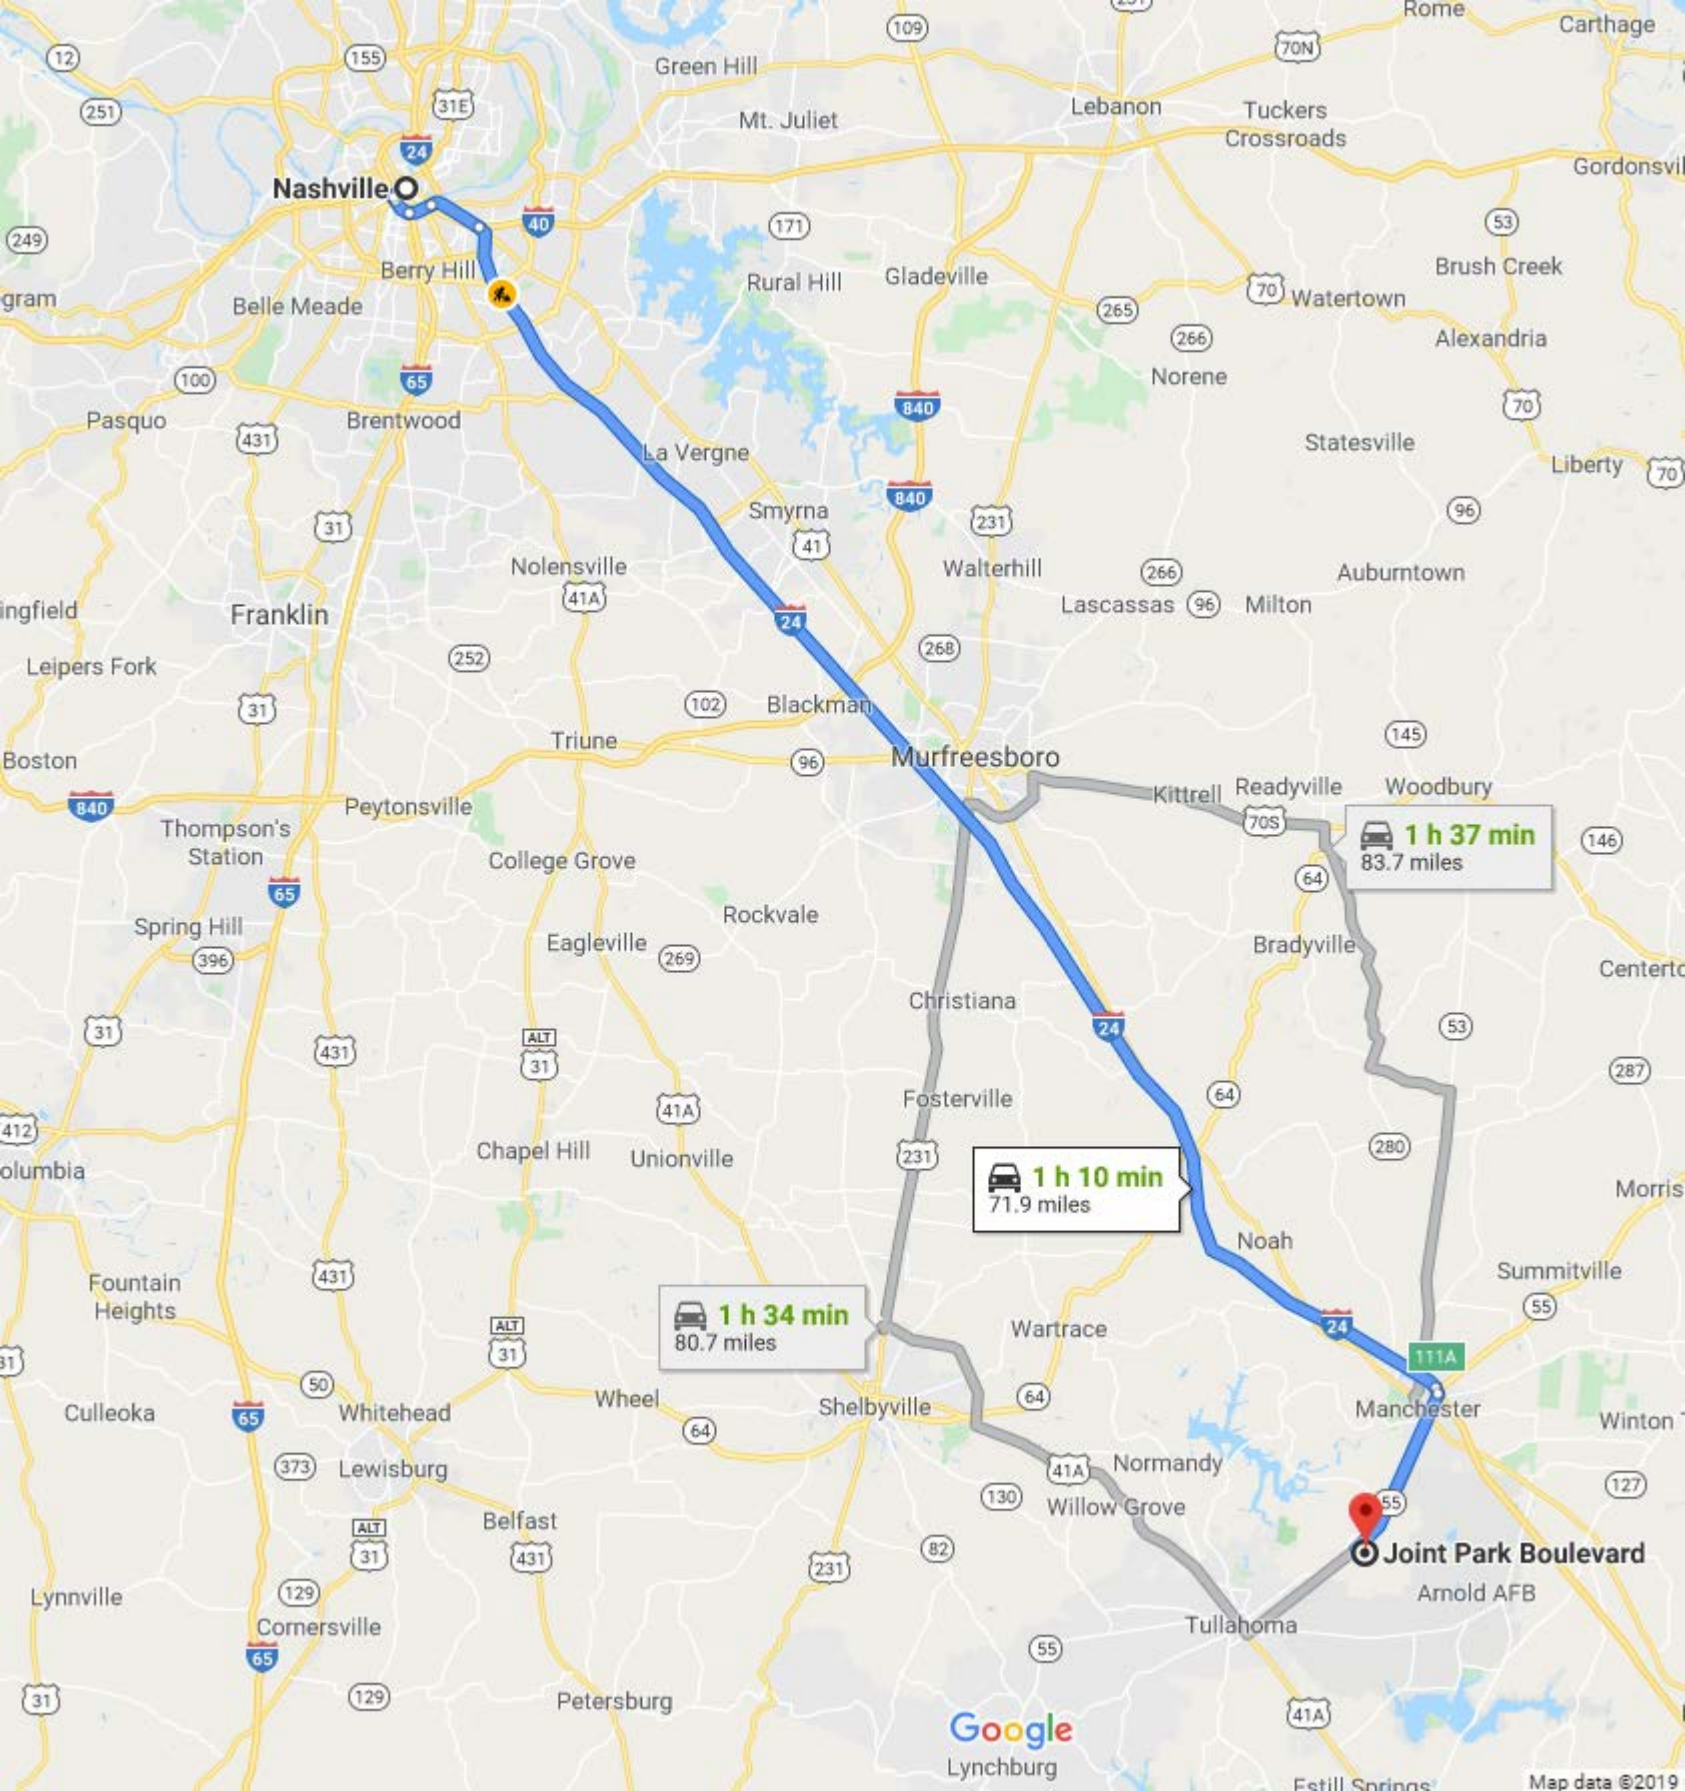 Rome
Carthage
109
70N
12
155
Green Hill
31E
251
Mt. Juliet
Lebanon
Tuckers
Crossroads
24
Gordonsvil
Nashville
40
171
53
249
Berry Hill
Rural Hill
Gladeville
Brush Creek
gram
Belle Meade
70
Watertown
265
266
Alexandria
100
65
Norene
840
70
Pasquo
Brentwood
431
La Vergne
Statesville
Liberty
70
840
Smyrna
96
31
231
41
Nolensville
Walterhill
266
Auburntown
41A
Lascassas
96
Milton
ingfield
Franklin
24
252
268
Leipers Fork
31
102
Blackman
Triune
145
Boston
96
Murfreesboro
Kittrell
Readyville
Woodbury
840
Peytonsville
70S
Thompson's
Station
1 h 37 min
83.7 miles
146
College Grove
64
65
Rockvale
Spring Hill
Eagleville
269
Bradyville
396
Centerto
Christiana
31
24
53
ALT
31
431
287
Fosterville
64
41A
412
Chapel Hill
Unionville
231
280
olumbia
1 h 10 min
71.9 miles
Morris
Noah
Fountain
Heights
431
Summitville
1 h 34 min
80.7 miles
55
ALT
31
Wartrace
24
111A
31
50
Wheel
64
Culleoka
65
Whitehead
Shelbyville
Manchester
Winton
64
373
Lewisburg
41A
Normandy
127
130
Willow Grove
55
ALT
31
Belfast
431
82
Joint Park Boulevard
231
Arnold AFB
Lynnville
129
Cornersville
Tullahoma
65
55
31
129
Petersburg
41A
Google
Lynchburg
Map data ©2019
Estill Springs